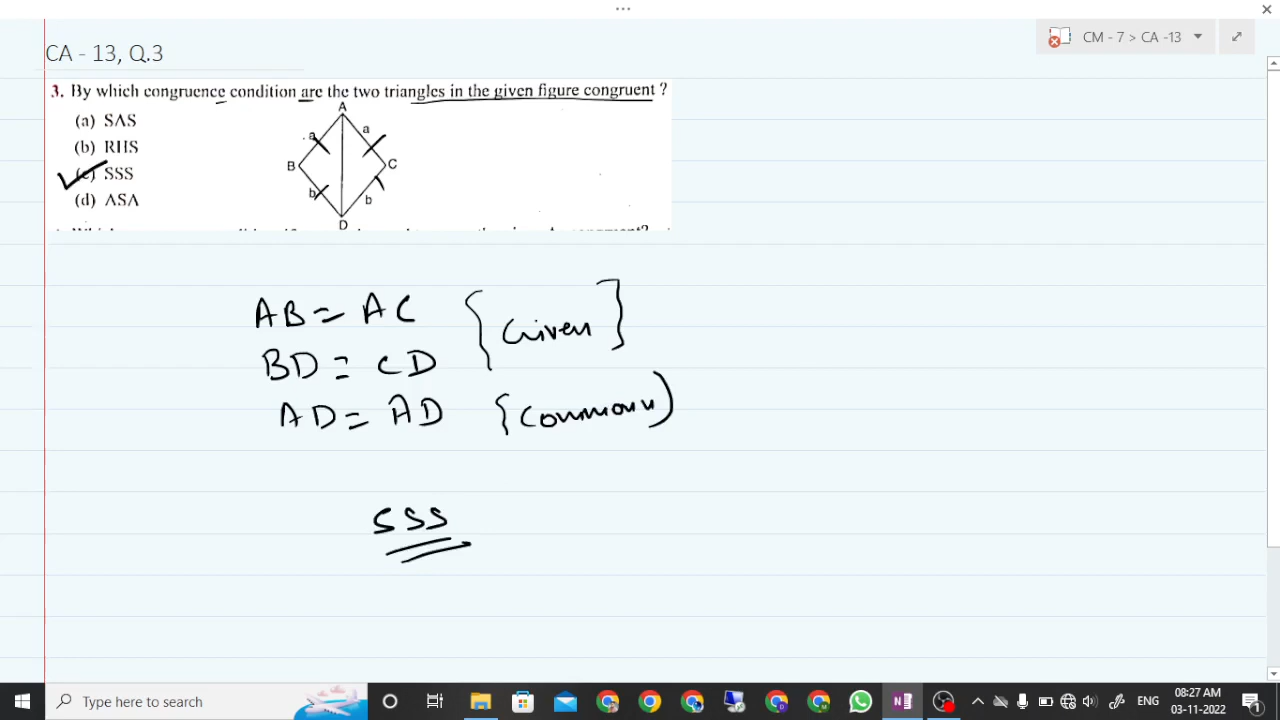 CM - 7 > CA -13
CA - 13, Q.3
3. By which congruence condition are the two triangles in the given figure congruent ?
(a) SAS
(b) RHS
(c) SSS
(d) ASA
A
a
a
B
C
b
b
D
AB = AC { Given }
BD = CD
AD = AD {Common)
SSS
Type here to search
ENG
08:27 AM
03-11-2022
1